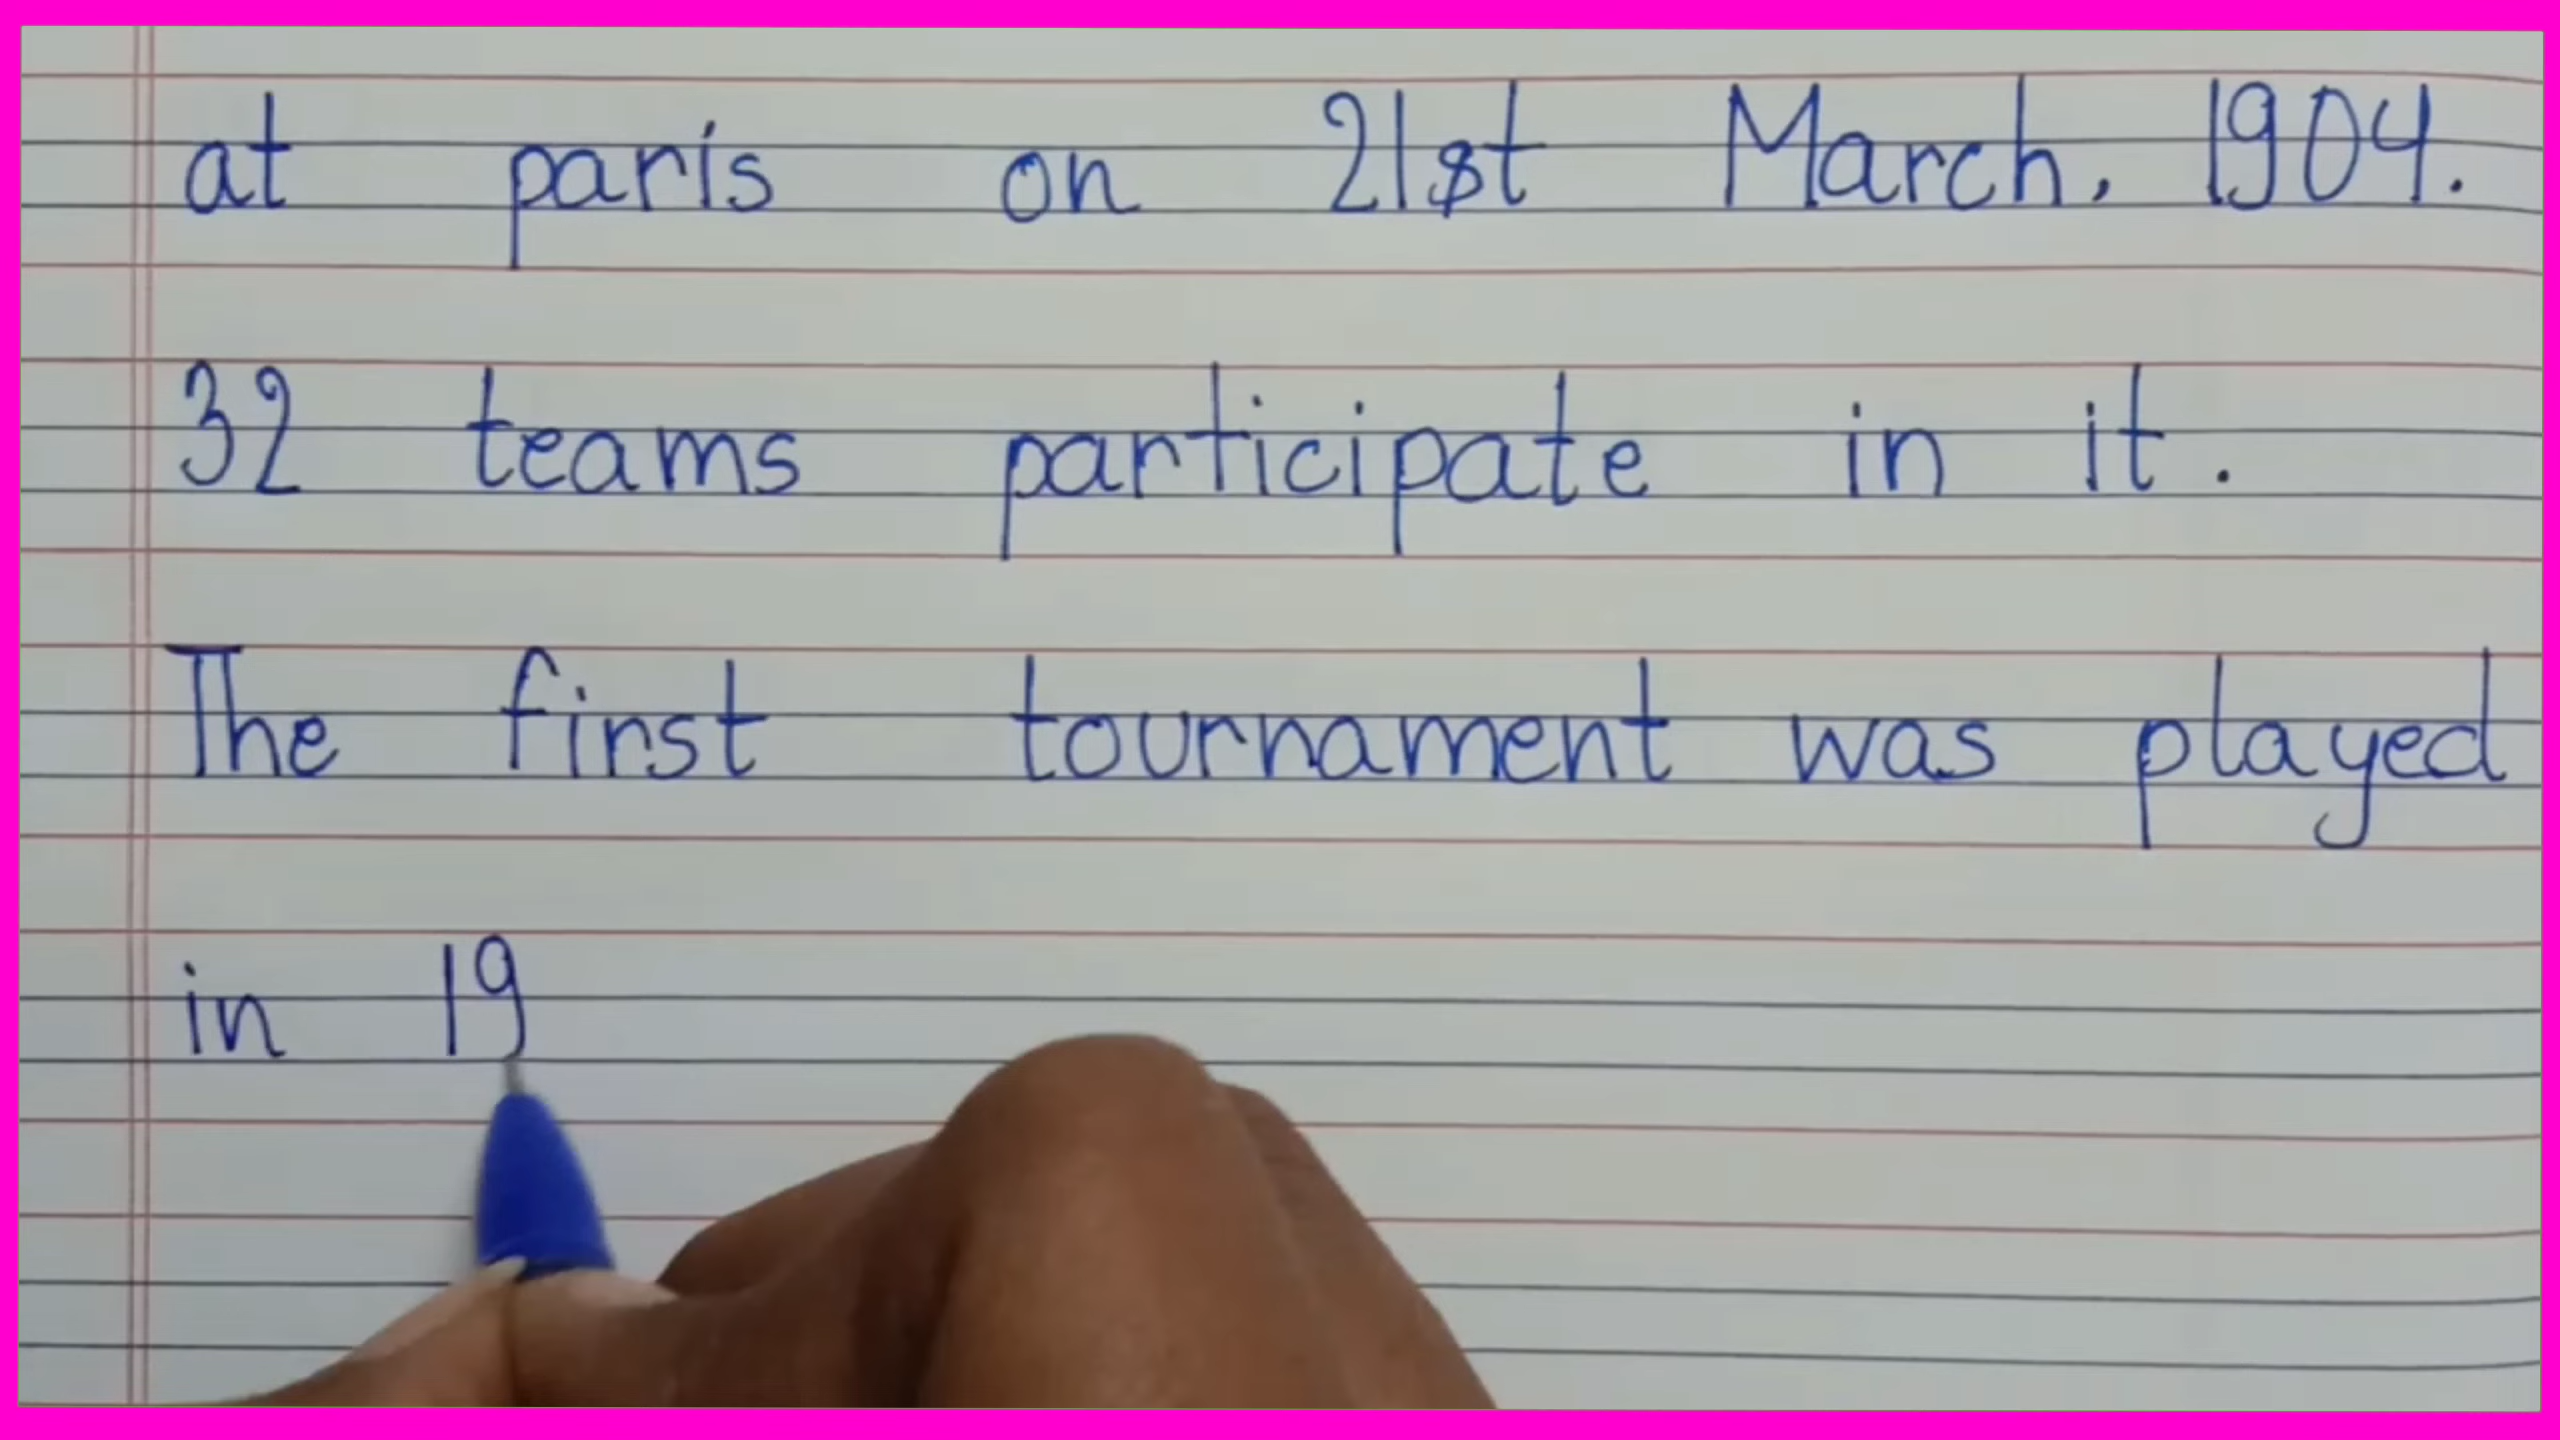 at paris on 21st March, 1904.
32 teams participate in it.
The first tournament was played
in 19